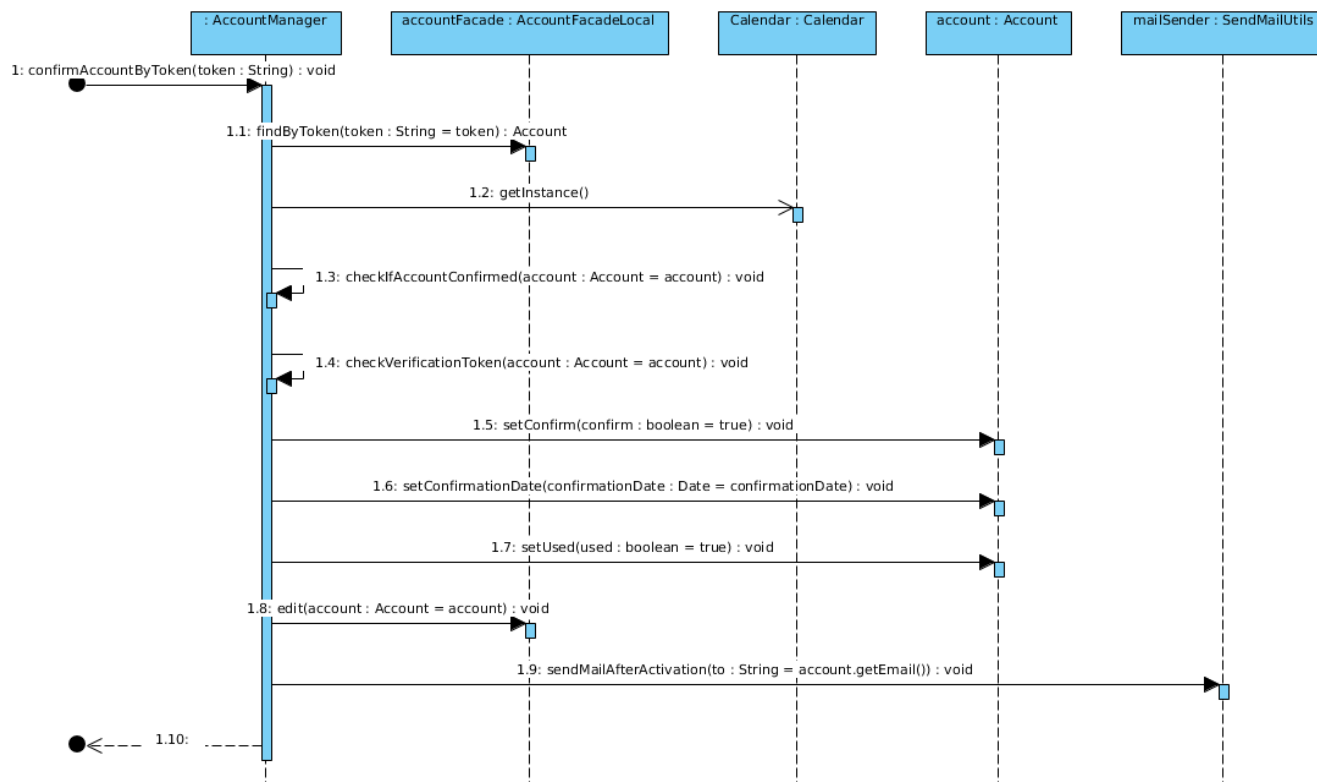 : AccountManager
accountFacade : AccountFacadeLocal
Calendar : Calendar
account : Account
mailSender : SendMailUtils
1: confirmAccountByToken(token : String) : void
1.1: findByToken(token : String = token) : Account
1.2: getInstance()
1.3: checkIfAccountConfirmed(account : Account = account) : void
1.4: checkVerificationToken(account : Account = account) : void
1.5: setConfirm(confirm : boolean = true) : void
1.6: setConfirmationDate(confirmationDate : Date = confirmationDate) : void
1.7: setUsed(used : boolean = true) : void
1.8: edit(account : Account = account) : void
1.9: sendMailAfterActivation(to : String = account.getEmail()) : void
1.10: